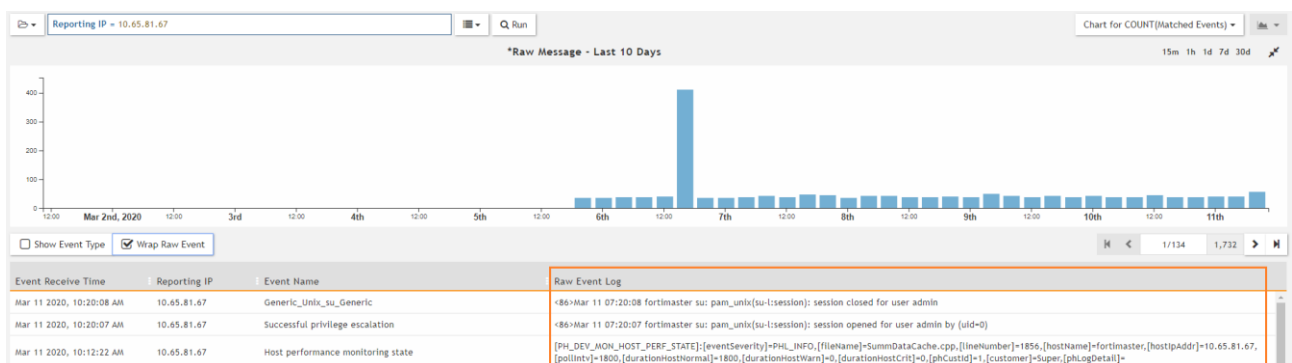 Reporting IP = 10.65.81.67
Run
Chart for COUNT(Matched Events)
*Raw Message - Last 10 Days
15m 1h 1d 7d 30d
400
300
200
100
0
12:00 Mar 2nd, 2020 12:00 3rd 12:00 4th 12:00 5th 12:00 6th 12:00 7th 12:00 8th 12:00 9th 12:00 10th 12:00 11th
Show Event Type Wrap Raw Event
1/134 1,732
Event Receive Time Reporting IP Event Name Raw Event Log
Mar 11 2020, 10:20:08 AM 10.65.81.67 Generic_Unix_su_Generic <86>Mar 11 07:20:08 fortimaster su: pam_unix(su-l:session): session closed for user admin
Mar 11 2020, 10:20:07 AM 10.65.81.67 Successful privilege escalation <86>Mar 11 07:20:07 fortimaster su: pam_unix(su-l:session): session opened for user admin by (uid=0)
Mar 11 2020, 10:12:22 AM 10.65.81.67 Host performance monitoring state [PH_DEV_MON_HOST_PERF_STATE]:[eventSeverity]=PHL_INFO,[fileName]=SummDataCache.cpp,[lineNumber]=1856,[hostName]=fortimaster,[hostIpAddr]=10.65.81.67,
[pollIntv]=1800,[durationHostNormal]=1800,[durationHostWarn]=0,[durationHostCrit]=0,[phCustId]=1,[customer]=Super,[phLogDetail]=